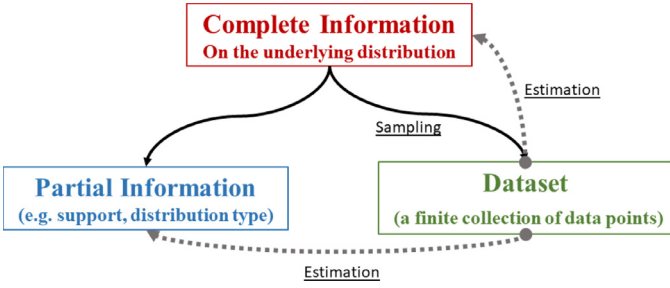 Complete Information
On the underlying distribution
Estimation
Sampling
Partial Information
(e.g. support, distribution type)
Dataset
(a finite collection of data points)
Estimation